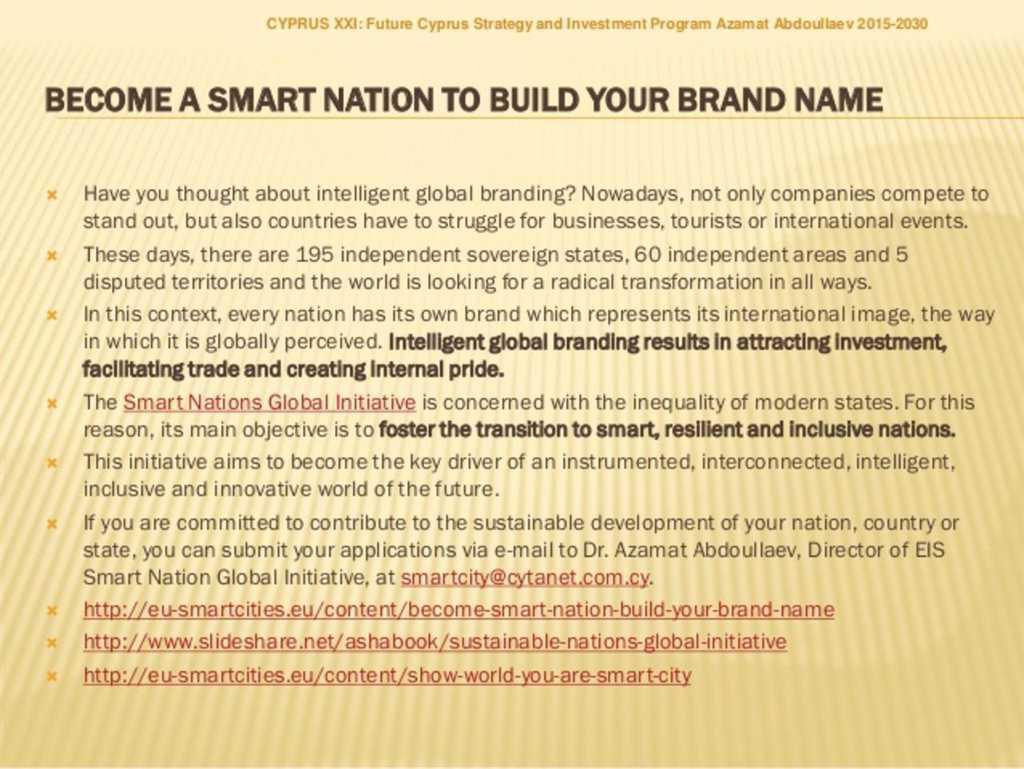 CYPRUS XXI: Future Cyprus Strategy and Investment Program Azamat Abdoullaev 2015-2030
BECOME A SMART NATION TO BUILD YOUR BRAND NAME
Have you thought about intelligent global branding? Nowadays, not only companies compete to
stand out, but also countries have to struggle for businesses, tourists or international events.
These days, there are 195 independent sovereign states, 60 independent areas and 5
disputed territories and the world is looking for a radical transformation in all ways.
In this context, every nation has its own brand which represents its international image, the way
in which it is globally perceived. Intelligent global branding results in attracting investment,
facilitating trade and creating internal pride.
The Smart Nations Global Initiative is concerned with the inequality of modern states. For this
reason, its main objective is to foster the transition to smart, resilient and inclusive nations.
This initiative aims to become the key driver of an instrumented, interconnected, intelligent,
inclusive and innovative world of the future.
If you are committed to contribute to the sustainable development of your nation, country or
state, you can submit your applications via e-mail to Dr. Azamat Abdoullaev, Director of EIS
Smart Nation Global Initiative, at smartcity@cytanet.com.cy.
http://eu-smartcities.eu/content/become-smart-nation-build-your-brand-name
http://www.slideshare.net/ashabook/sustainable-nations-global-initiative
http://eu-smartcities.eu/content/show-world-you-are-smart-city